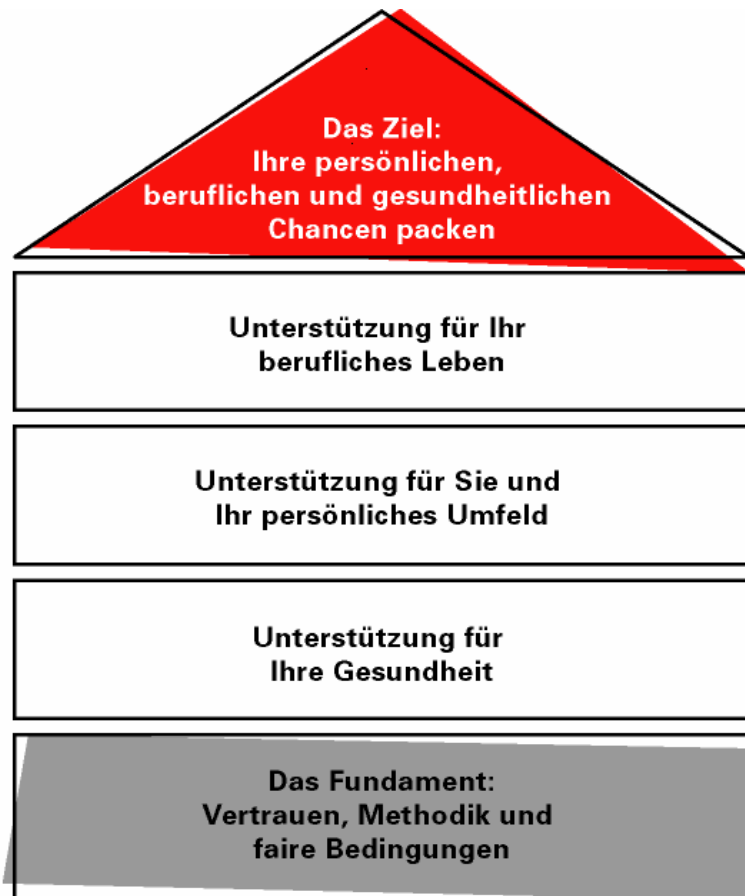 Das Ziel:
Ihre persönlichen,
beruflichen und gesundheitlichen
Chancen packen
Unterstützung für Ihr
berufliches Leben
Unterstützung für Sie und
Ihr persönliches Umfeld
Unterstützung für
Ihre Gesundheit
Das Fundament:
Vertrauen, Methodik und
faire Bedingungen